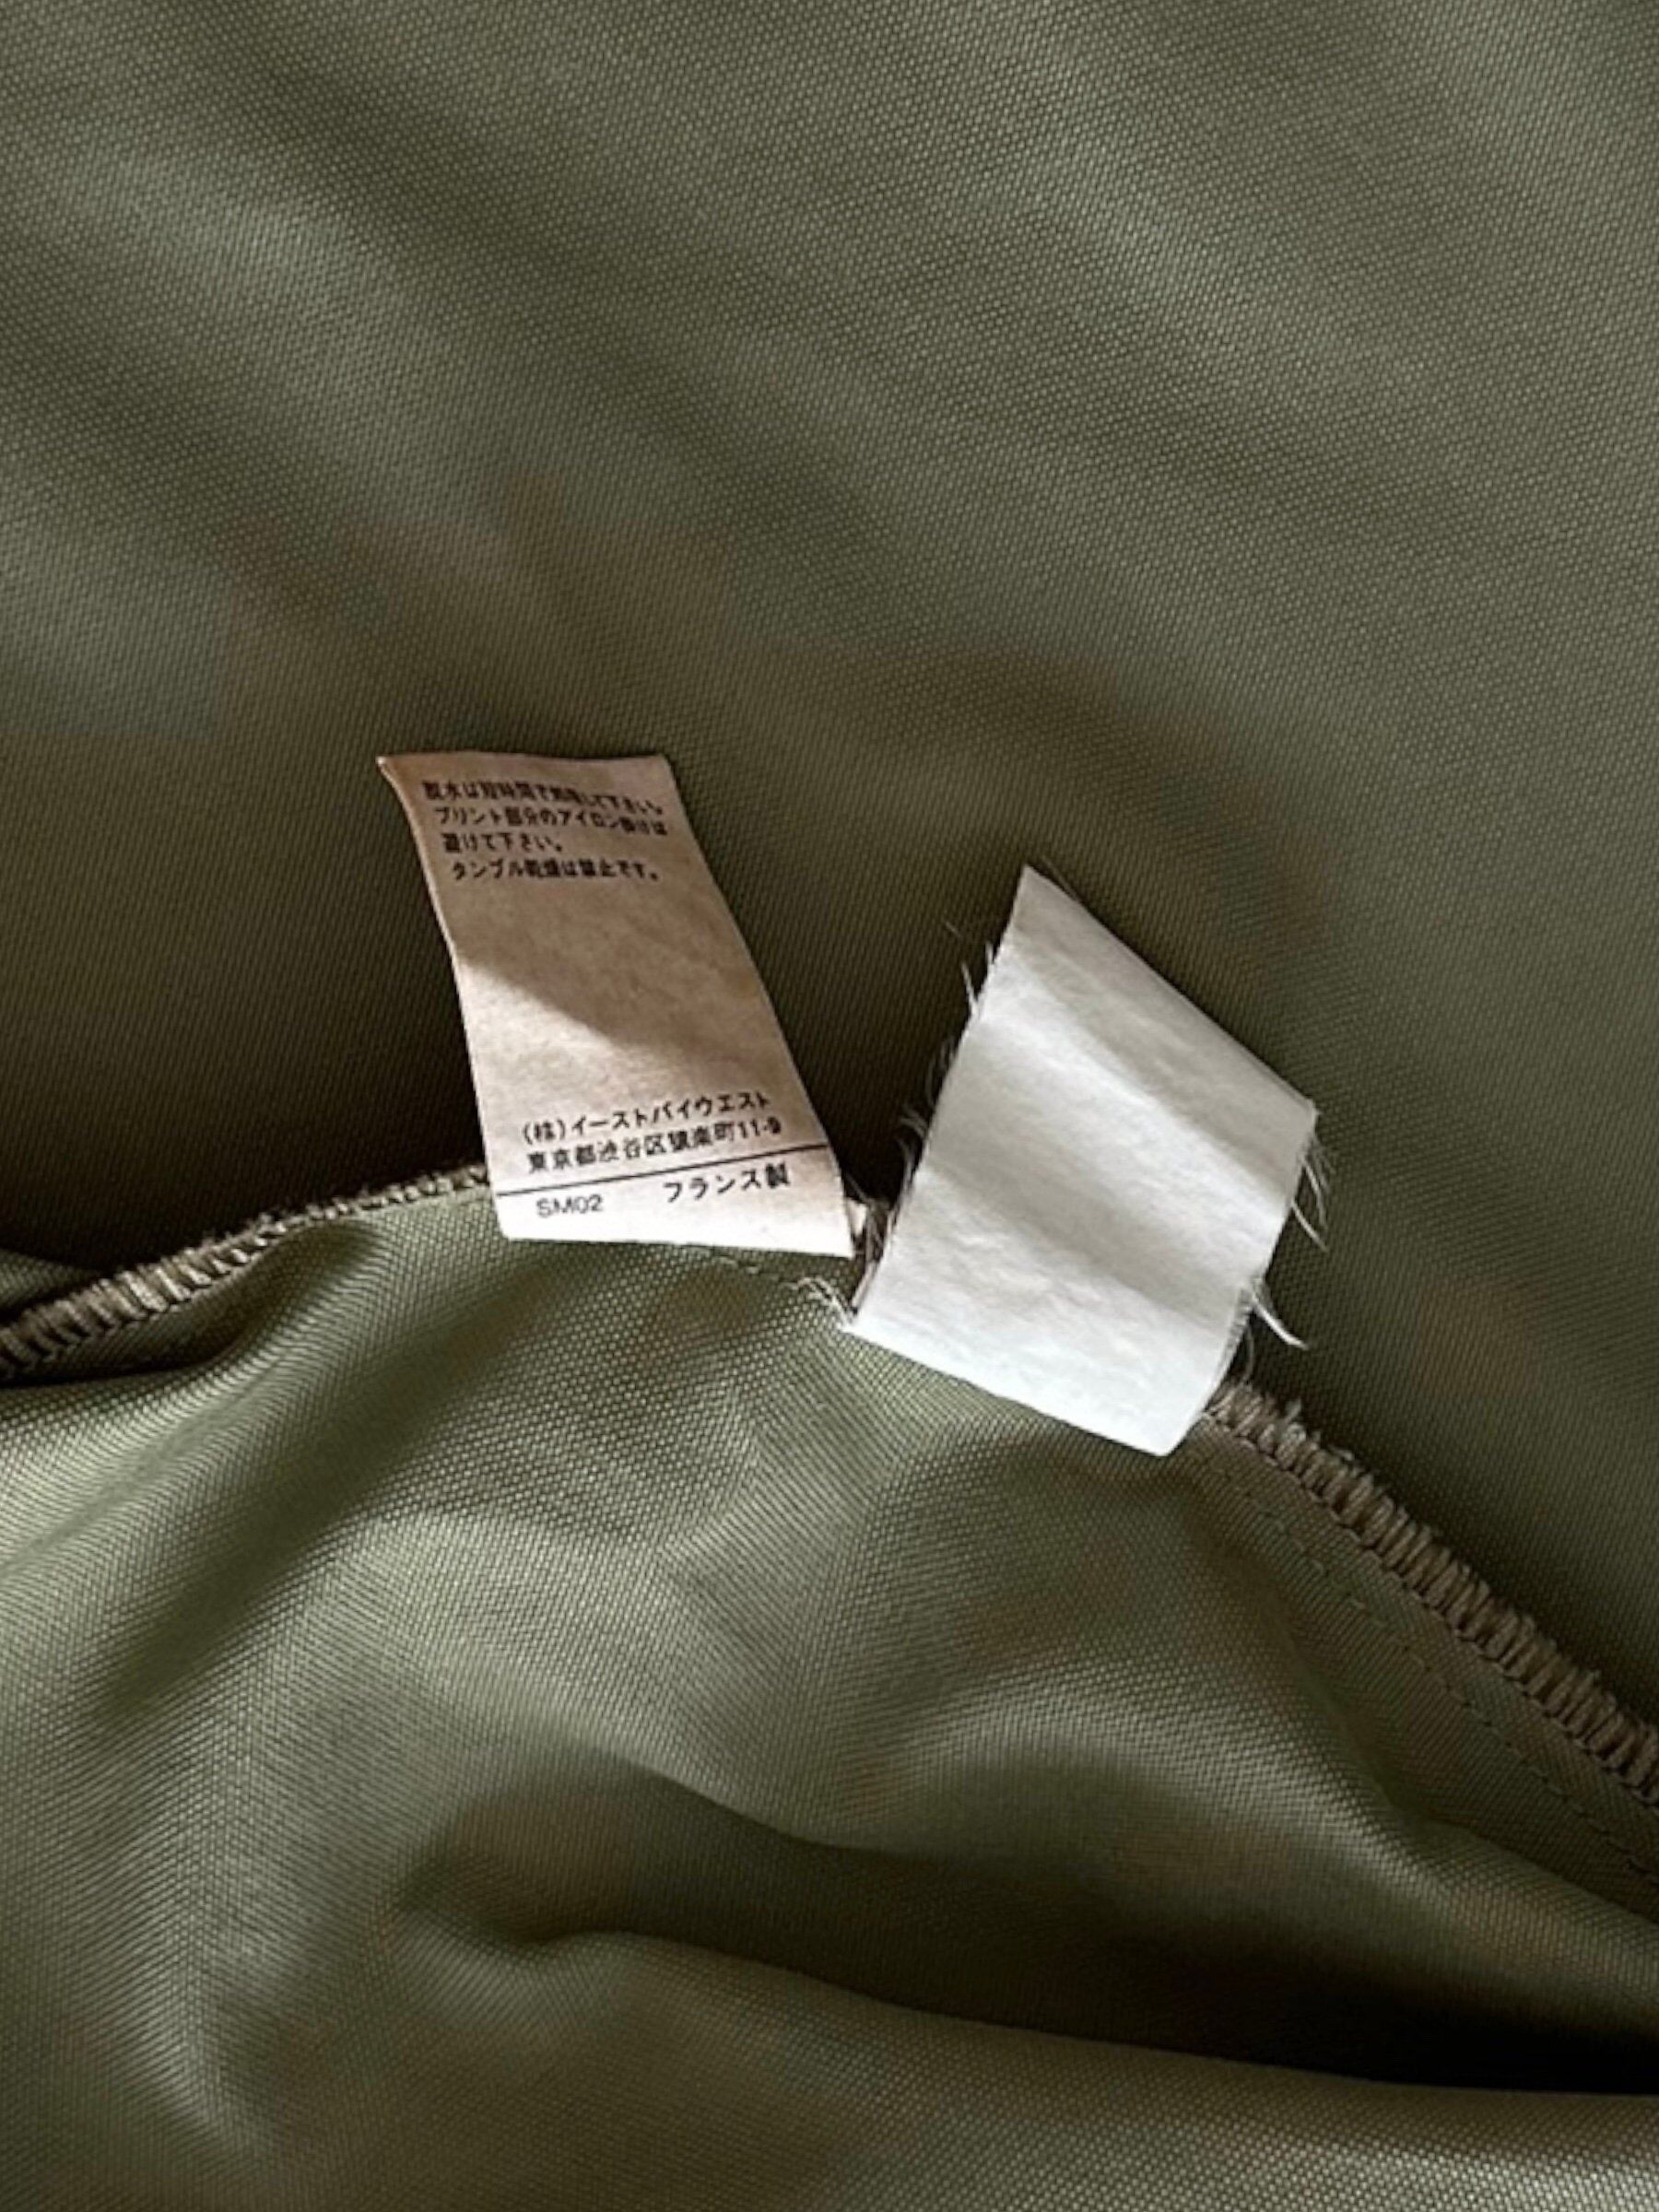 脱水は短時間で処理して下さい。
プリント部分のアイロン掛けは
避けて下さい。
タンブル乾燥は禁止です。
(株)イーストバイウエスト
東京都渋谷区猿楽町11-9
SM02 フランス製